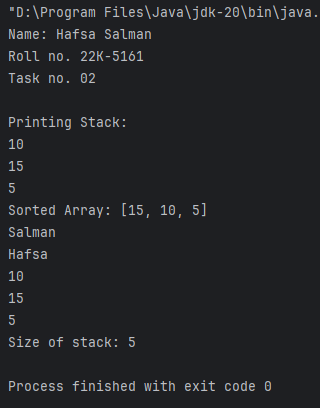 "D:\Program Files\Java\jdk-20\bin\java.
Name: Hafsa Salman
Roll no. 22K-5161
Task no. 02
Printing Stack:
10
15
5
Sorted Array: [15, 10, 5]
Salman
Hafsa
10
15
5
Size of stack: 5
Process finished with exit code 0